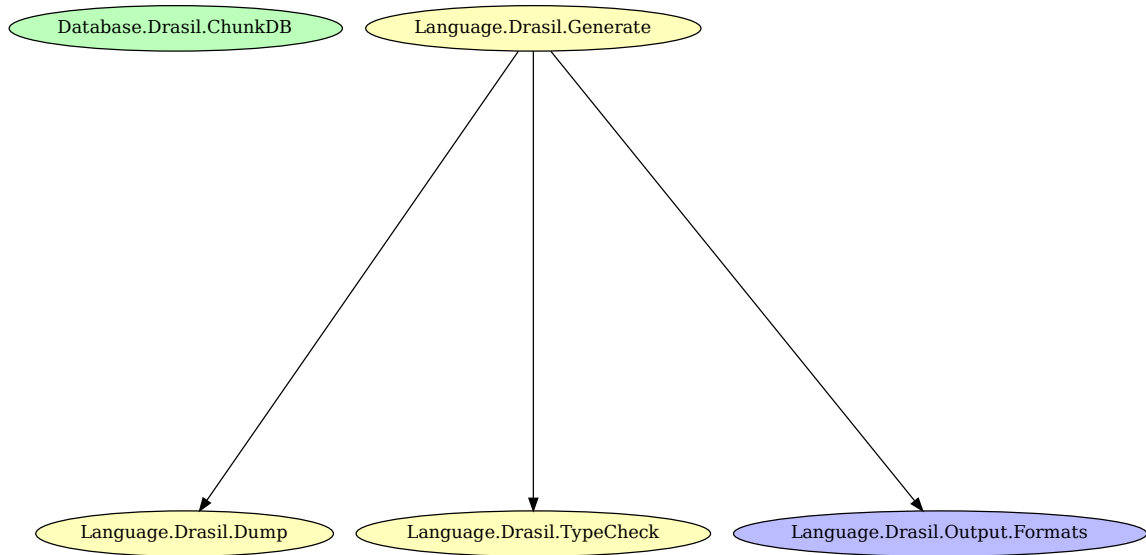 Database.Drasil.ChunkDB
Language.Drasil.Generate
Language.Drasil.Dump
Language.Drasil.TypeCheck
Language.Drasil.Output.Formats